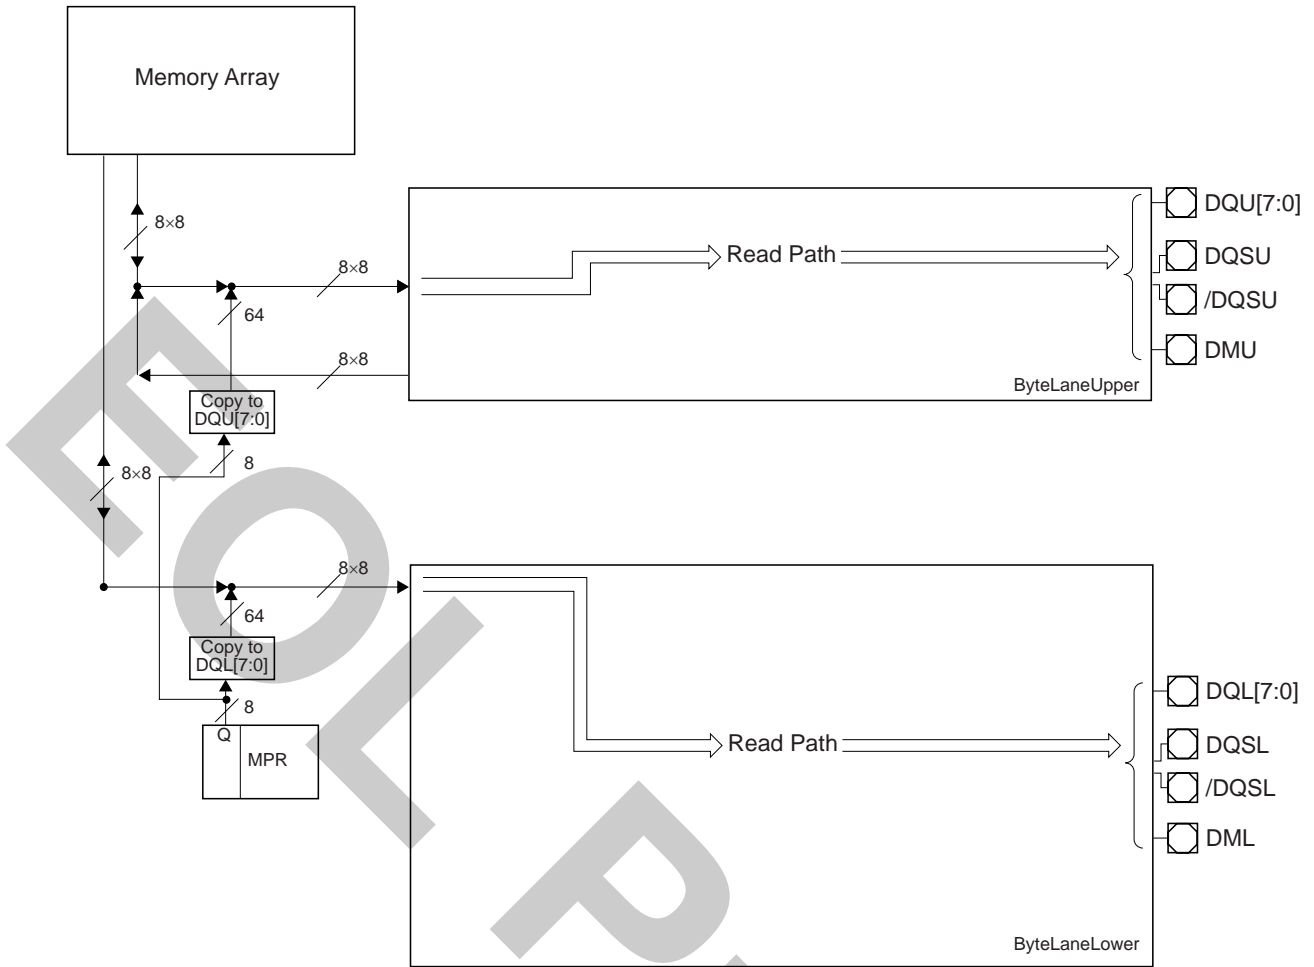 Memory Array
8×8
DQU[7:0]
Read Path
DQSU
8×8
/DQSU
64
DMU
8×8
ByteLaneUpper
Copy to
DQU[7:0]
8
8×8
8×8
64
Copy to
DQL[7:0]
DQL[7:0]
8
Q
MPR
Read Path
DQSL
/DQSL
DML
ByteLaneLower
EOL P